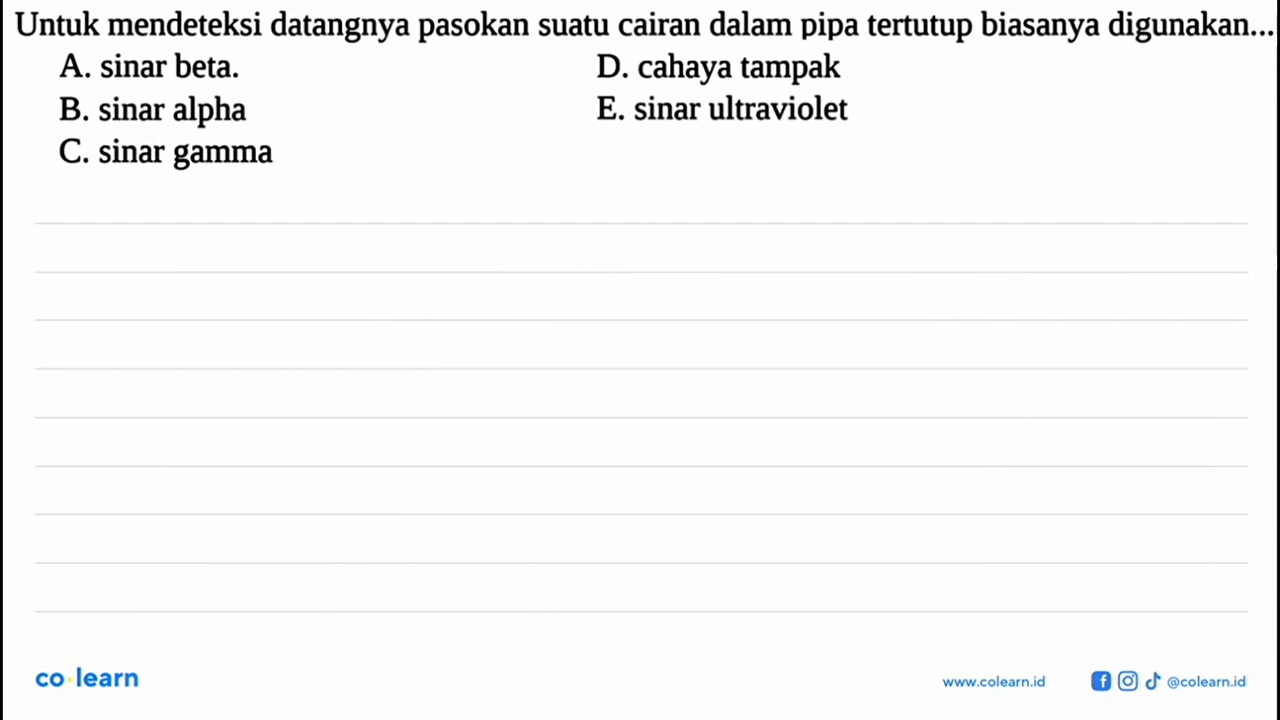 Untuk mendeteksi datangnya pasokan suatu cairan dalam pipa tertutup biasanya digunakan...
A. sinar beta.
B. sinar alpha
C. sinar gamma
D. cahaya tampak
E. sinar ultraviolet
co learn
www.colearn.id
@colearn.id